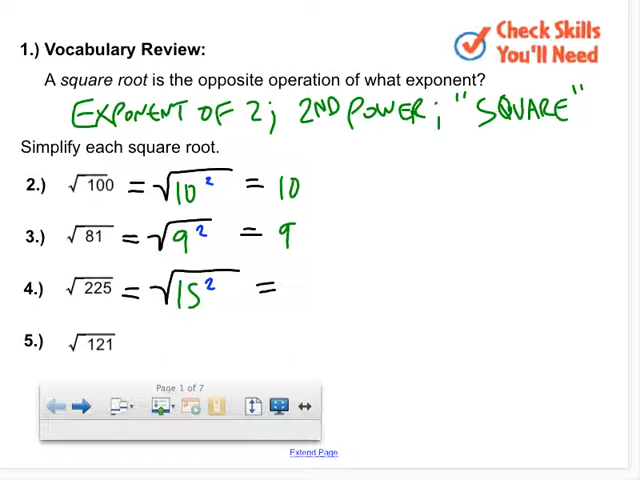 Check Skills
You'll Need
1.) Vocabulary Review:
A square root is the opposite operation of what exponent?
EXPONENT OF 2; 2ND POWER; "SQUARE"
Simplify each square root.
2.) √100 = √10² = 10
3.) √81 = √9² = 9
4.) √225 = √15² =
5.) √121
Page 1 of 7
Extend Page